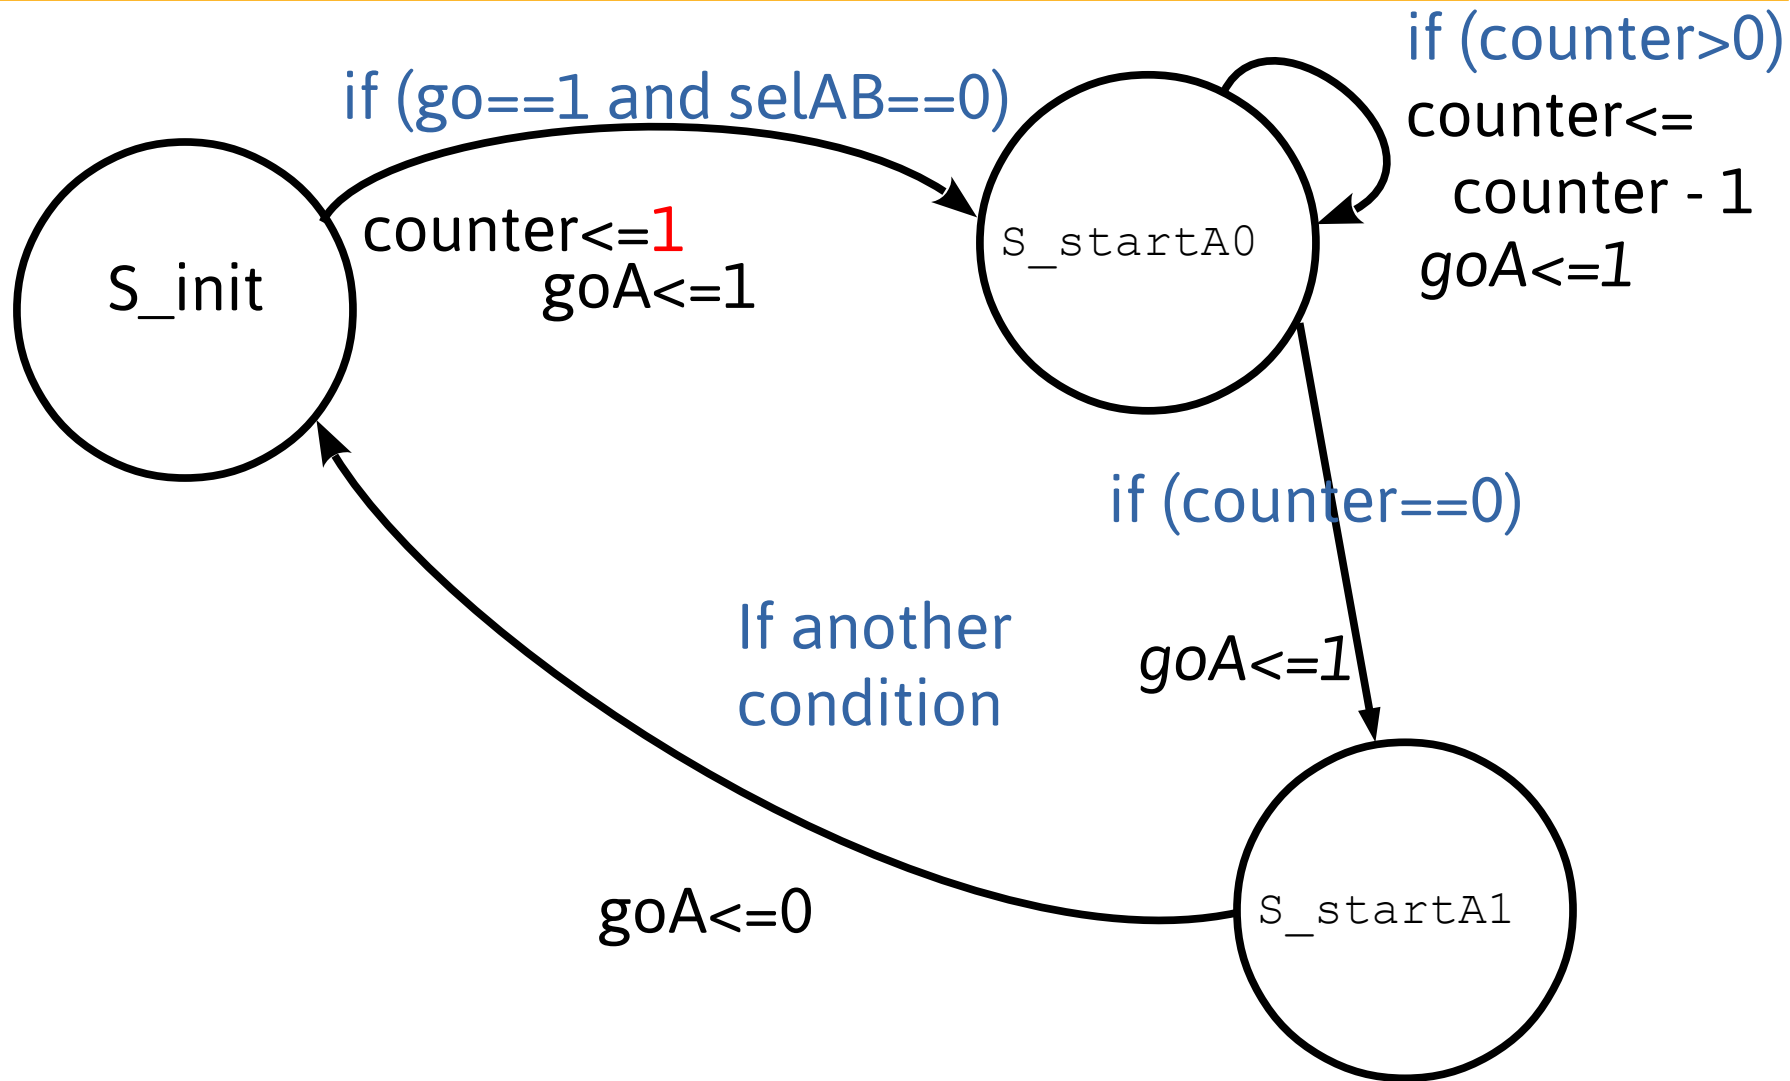 if (counter>0)
if (go==1 and selAB==0)
counter<=
counter - 1
counter<=1
S_startA0
goA<=1
S_init
goA<=1
if (counter==0)
If another
condition
goA<=1
goA<=0
S_startA1